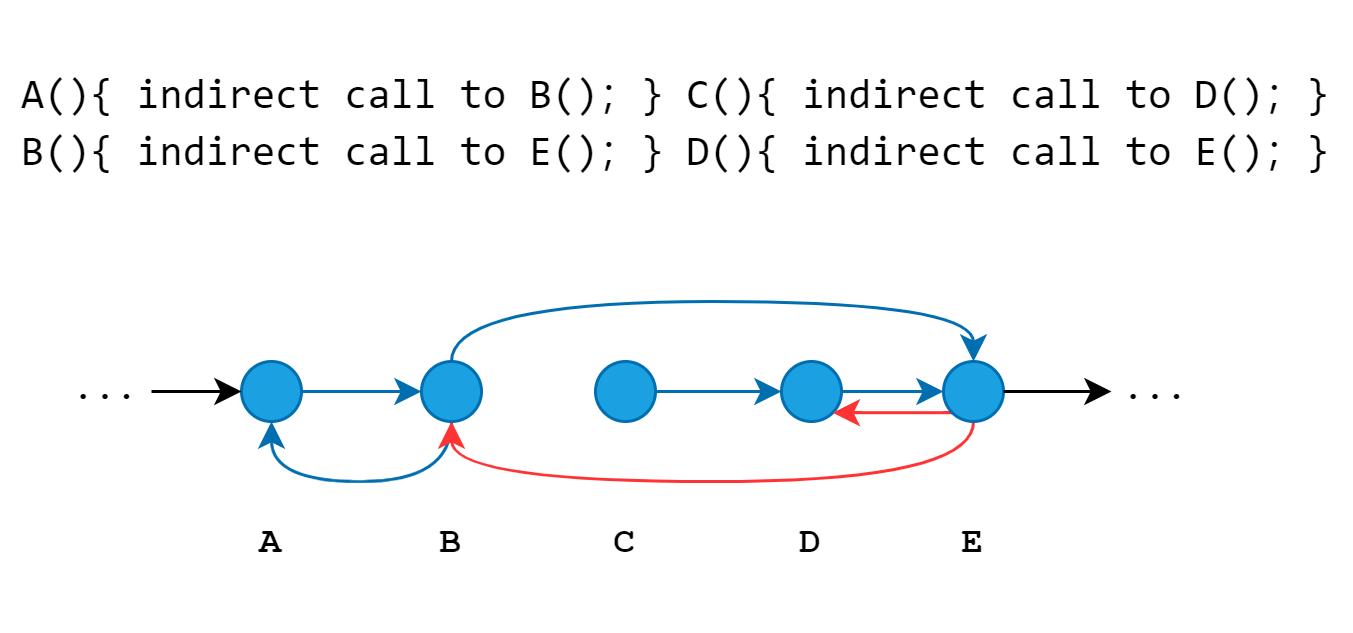 A(){ indirect call to B(); } C(){ indirect call to D(); }
B(){ indirect call to E(); } D(){ indirect call to E(); }
... ...
A B C D E